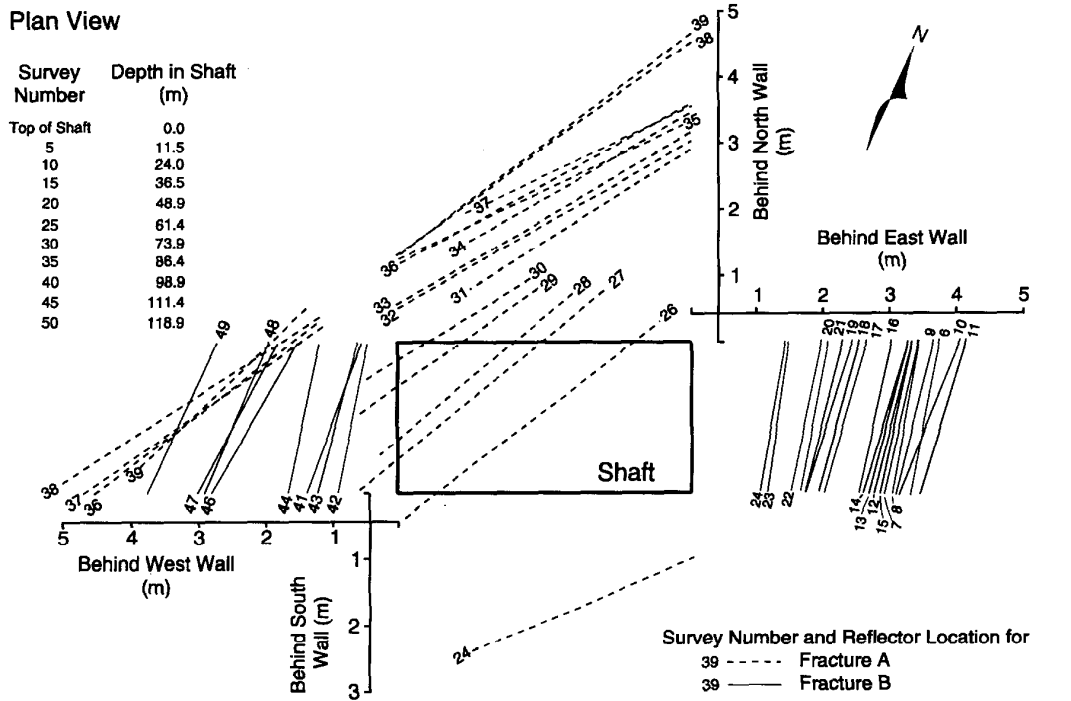 Plan View
Survey Number
Depth in Shaft (m)
Top of Shaft 0.0
5 11.5
10 24.0
15 36.5
20 48.9
25 61.4
30 73.9
35 86.4
40 98.9
45 111.4
50 118.9
N
39
38
35
37
36
34
33
32
31
30
29
28
27
26
5
4
3
2
1
Behind North Wall (m)
Behind East Wall (m)
1 2 3 4 5
20 21 19 18 17 16 9 6 10 11
24 23 22 14 13 12 15 7 8
49
48
38 37 36 39 47 46 44 41 43 42
5 4 3 2 1
Behind West Wall (m)
Shaft
1
2
3
Behind South Wall (m)
24
Survey Number and Reflector Location for
39 Fracture A
39 Fracture B